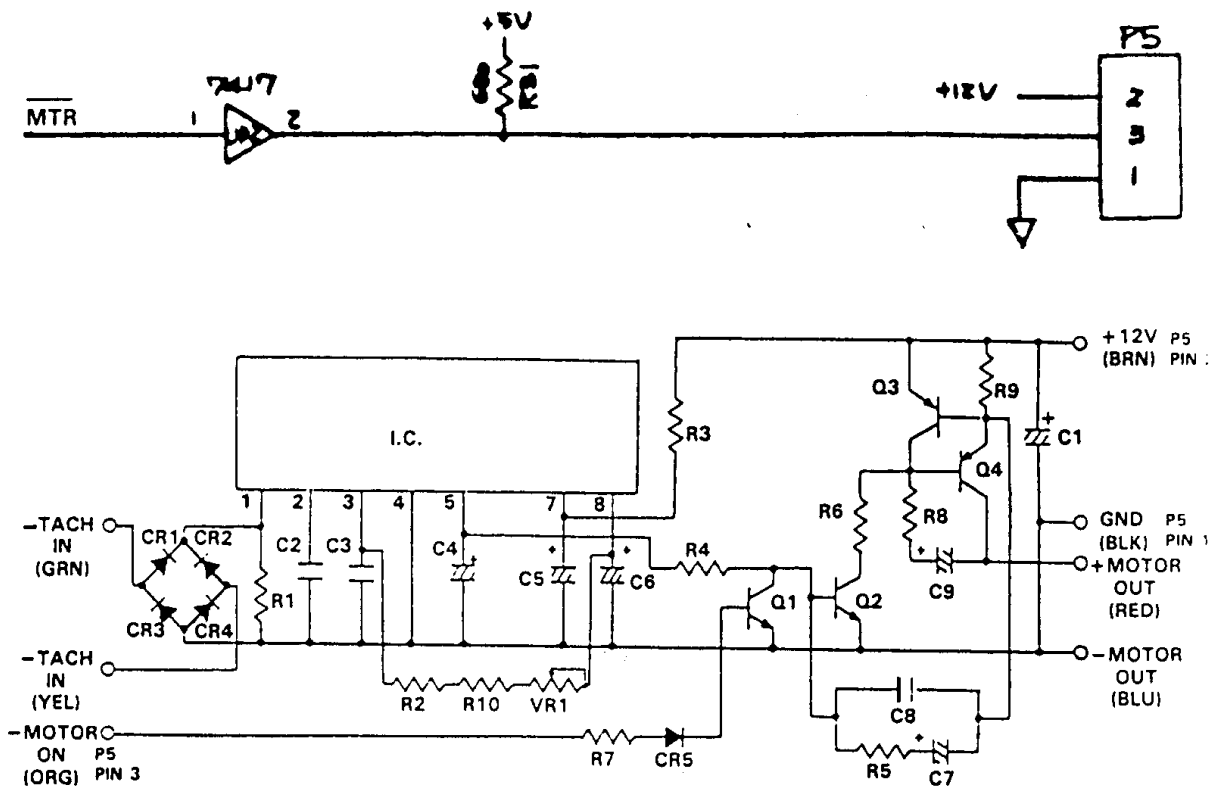 +5V
P5
7417
R31
+12V
2
MTR
1
2
3
1
+12V P5
(BRN) PIN
Q3
R9
R3
C1
I.C.
Q4
1 2 3 4 5 7 8
R6
R8
GND P5
(BLK) PIN 1
-TACH
IN
(GRN)
CR1 CR2
C2 C3 C4 + C5 + C6 +
R4
C9 +
+MOTOR
OUT
(RED)
R1
Q1
Q2
CR3 CR4
-TACH
IN
(YEL)
-MOTOR
OUT
(BLU)
R2 R10 VR1
C8
-MOTOR
ON P5
(ORG) PIN 3
R7 CR5
R5 + C7